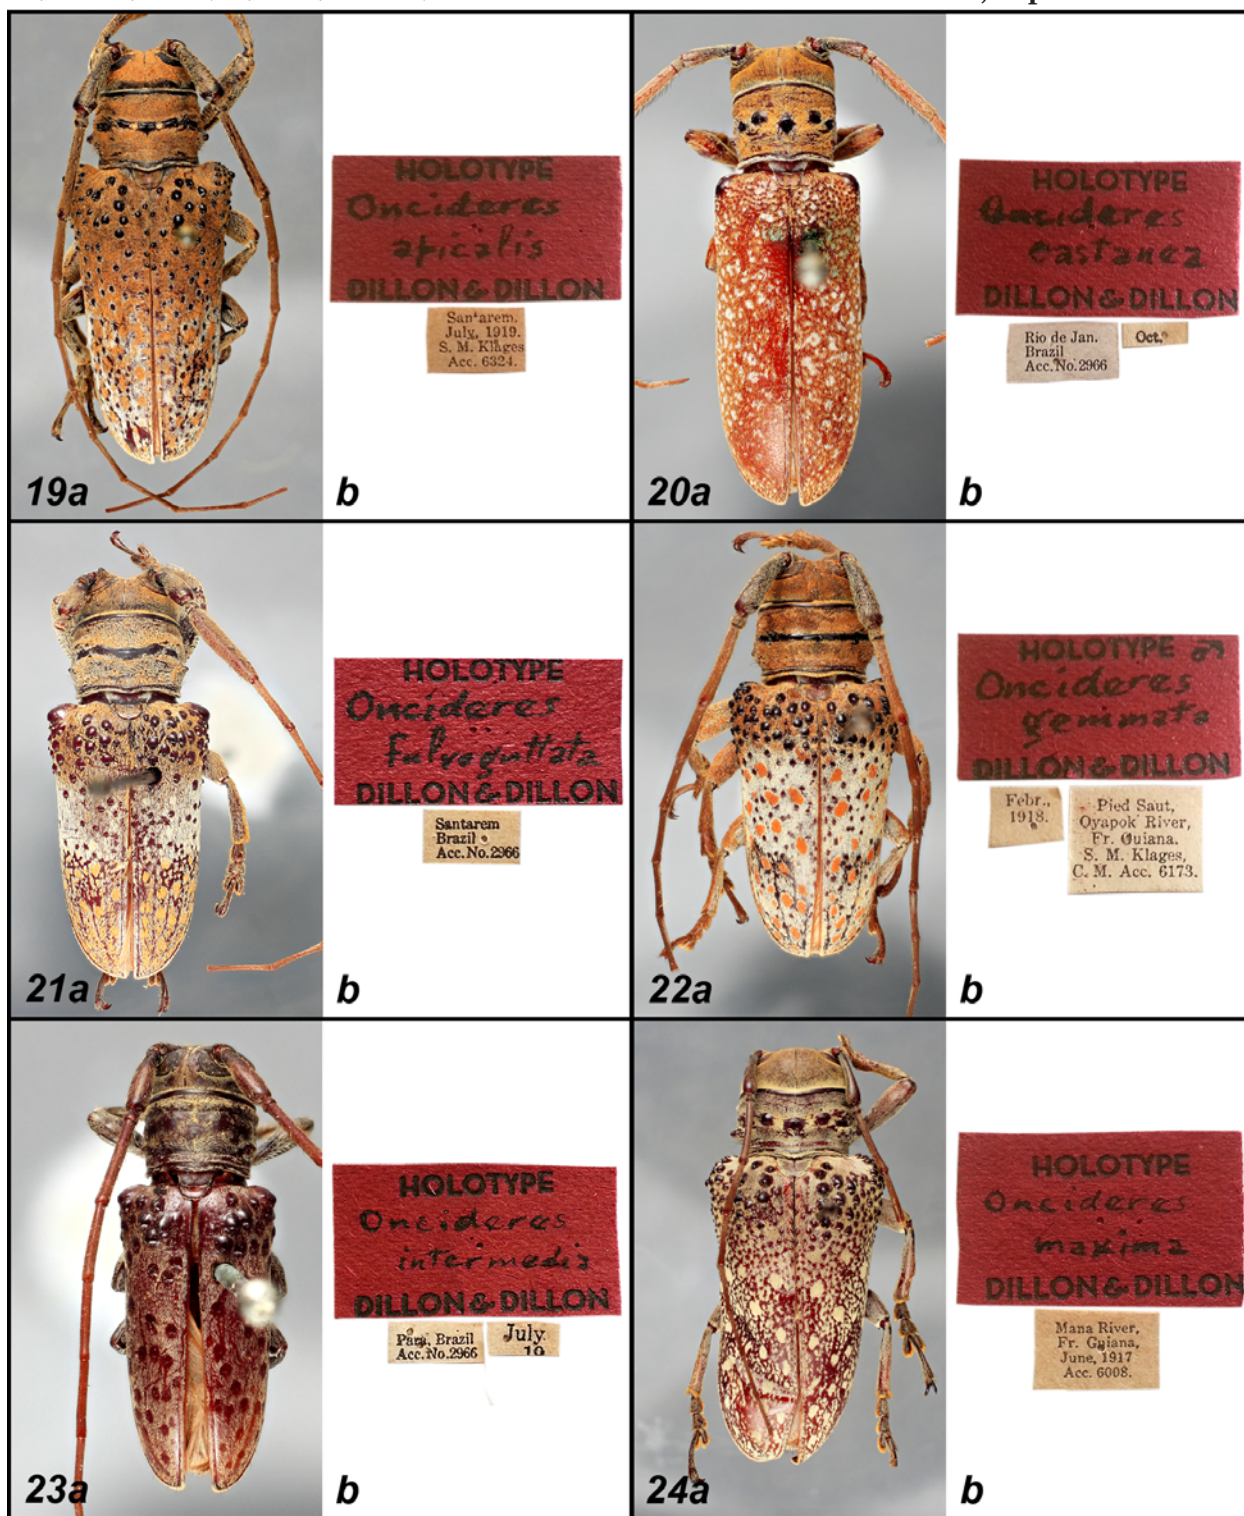 HOLOTYPE
Oncideres
apicalis
DILLON & DILLON
Santarem.
July, 1919.
S. M. Klages
Acc. 6324.
19a
b
HOLOTYPE
Oncideres
castanea
DILLON & DILLON
Rio de Jan.
Brazil
Acc. No. 2966
Oct.
20a
b
HOLOTYPE
Oncideres
fulvoguttata
DILLON & DILLON
Santarem
Brazil
Acc. No. 2966
21a
b
HOLOTYPE ♂
Oncideres
gemmata
DILLON & DILLON
Febr.,
1918.
Pied Saut,
Oyapok River,
Fr. Guiana.
S. M. Klages,
C. M. Acc. 6173.
22a
b
HOLOTYPE
Oncideres
intermedia
DILLON & DILLON
Para, Brazil
Acc. No. 2966
July
10
23a
b
HOLOTYPE
Oncideres
maxima
DILLON & DILLON
Mana River,
Fr. Guiana,
June, 1917
Acc. 6008.
24a
b